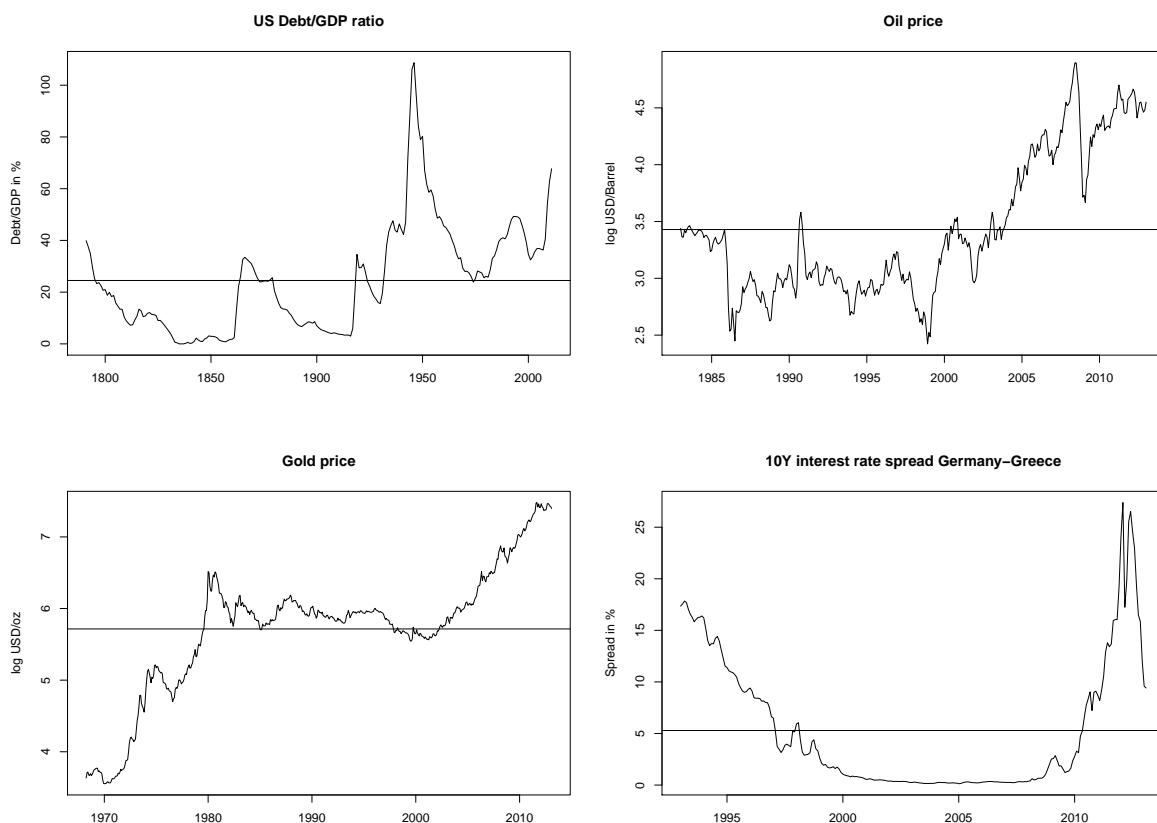 US Debt/GDP ratio
Debt/GDP in %
0 20 40 60 80 100
1800 1850 1900 1950 2000
Oil price
log USD/Barrel
2.5 3.0 3.5 4.0 4.5
1985 1990 1995 2000 2005 2010
Gold price
log USD/oz
4 5 6 7
1970 1980 1990 2000 2010
10Y interest rate spread Germany−Greece
Spread in %
0 5 10 15 20 25
1995 2000 2005 2010